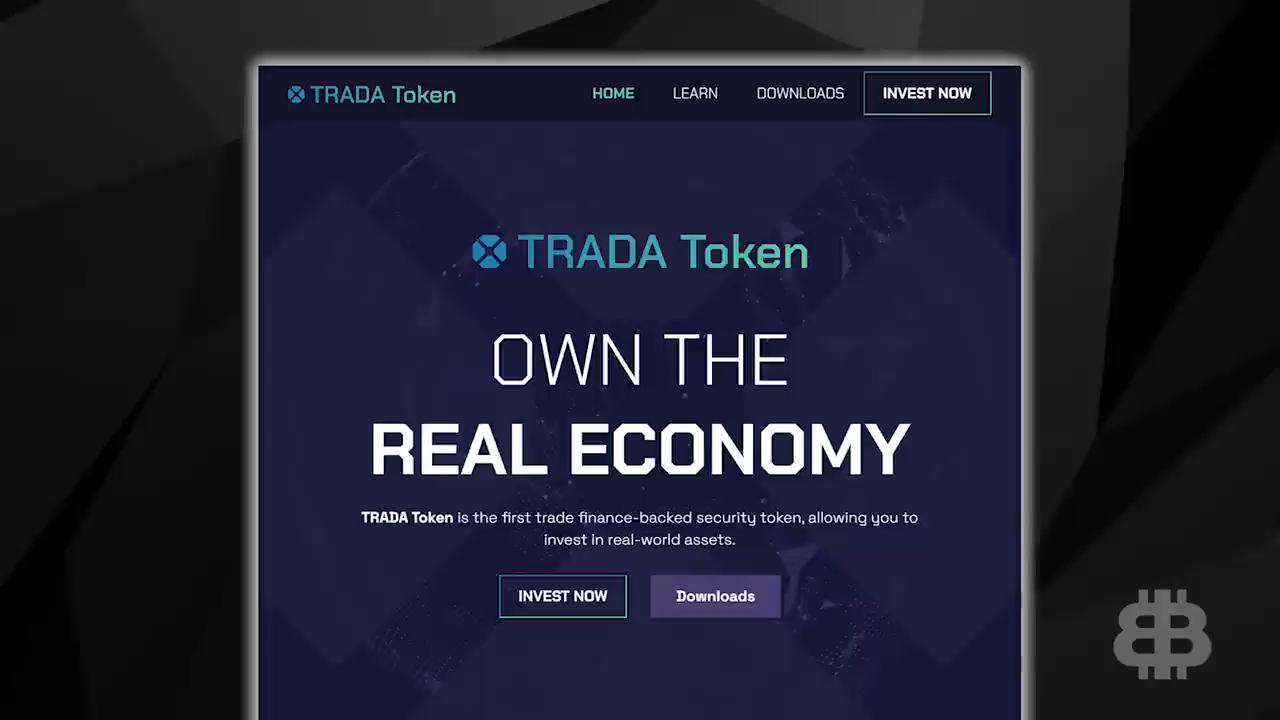 TRADA Token
HOME LEARN DOWNLOADS INVEST NOW
TRADA Token
OWN THE
REAL ECONOMY
TRADA Token is the first trade finance-backed security token, allowing you to
invest in real-world assets.
INVEST NOW Downloads